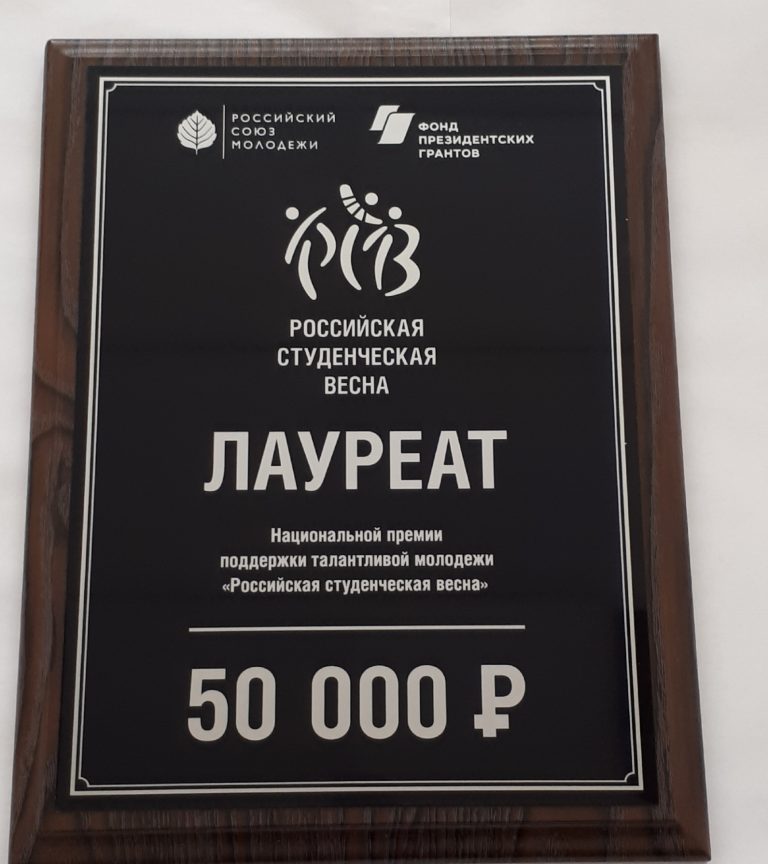 РОССИЙСКИЙ
СОЮЗ
МОЛОДЕЖИ
ФОНД
ПРЕЗИДЕНТСКИХ
ГРАНТОВ
РСВ
РОССИЙСКАЯ
СТУДЕНЧЕСКАЯ
ВЕСНА
ЛАУРЕАТ
Национальной премии
поддержки талантливой молодежи
«Российская студенческая весна»
50 000 ₽